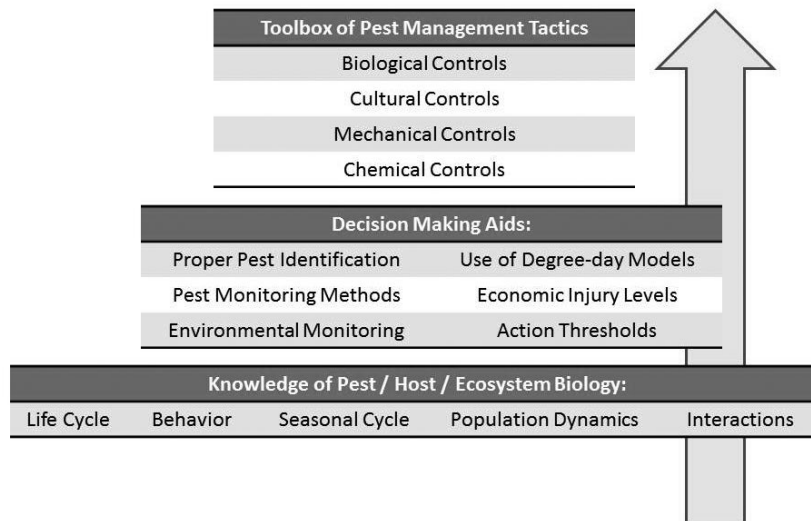 Toolbox of Pest Management Tactics
Biological Controls
Cultural Controls
Mechanical Controls
Chemical Controls
Decision Making Aids:
Proper Pest Identification Use of Degree-day Models
Pest Monitoring Methods Economic Injury Levels
Environmental Monitoring Action Thresholds
Knowledge of Pest / Host / Ecosystem Biology:
Life Cycle Behavior Seasonal Cycle Population Dynamics Interactions